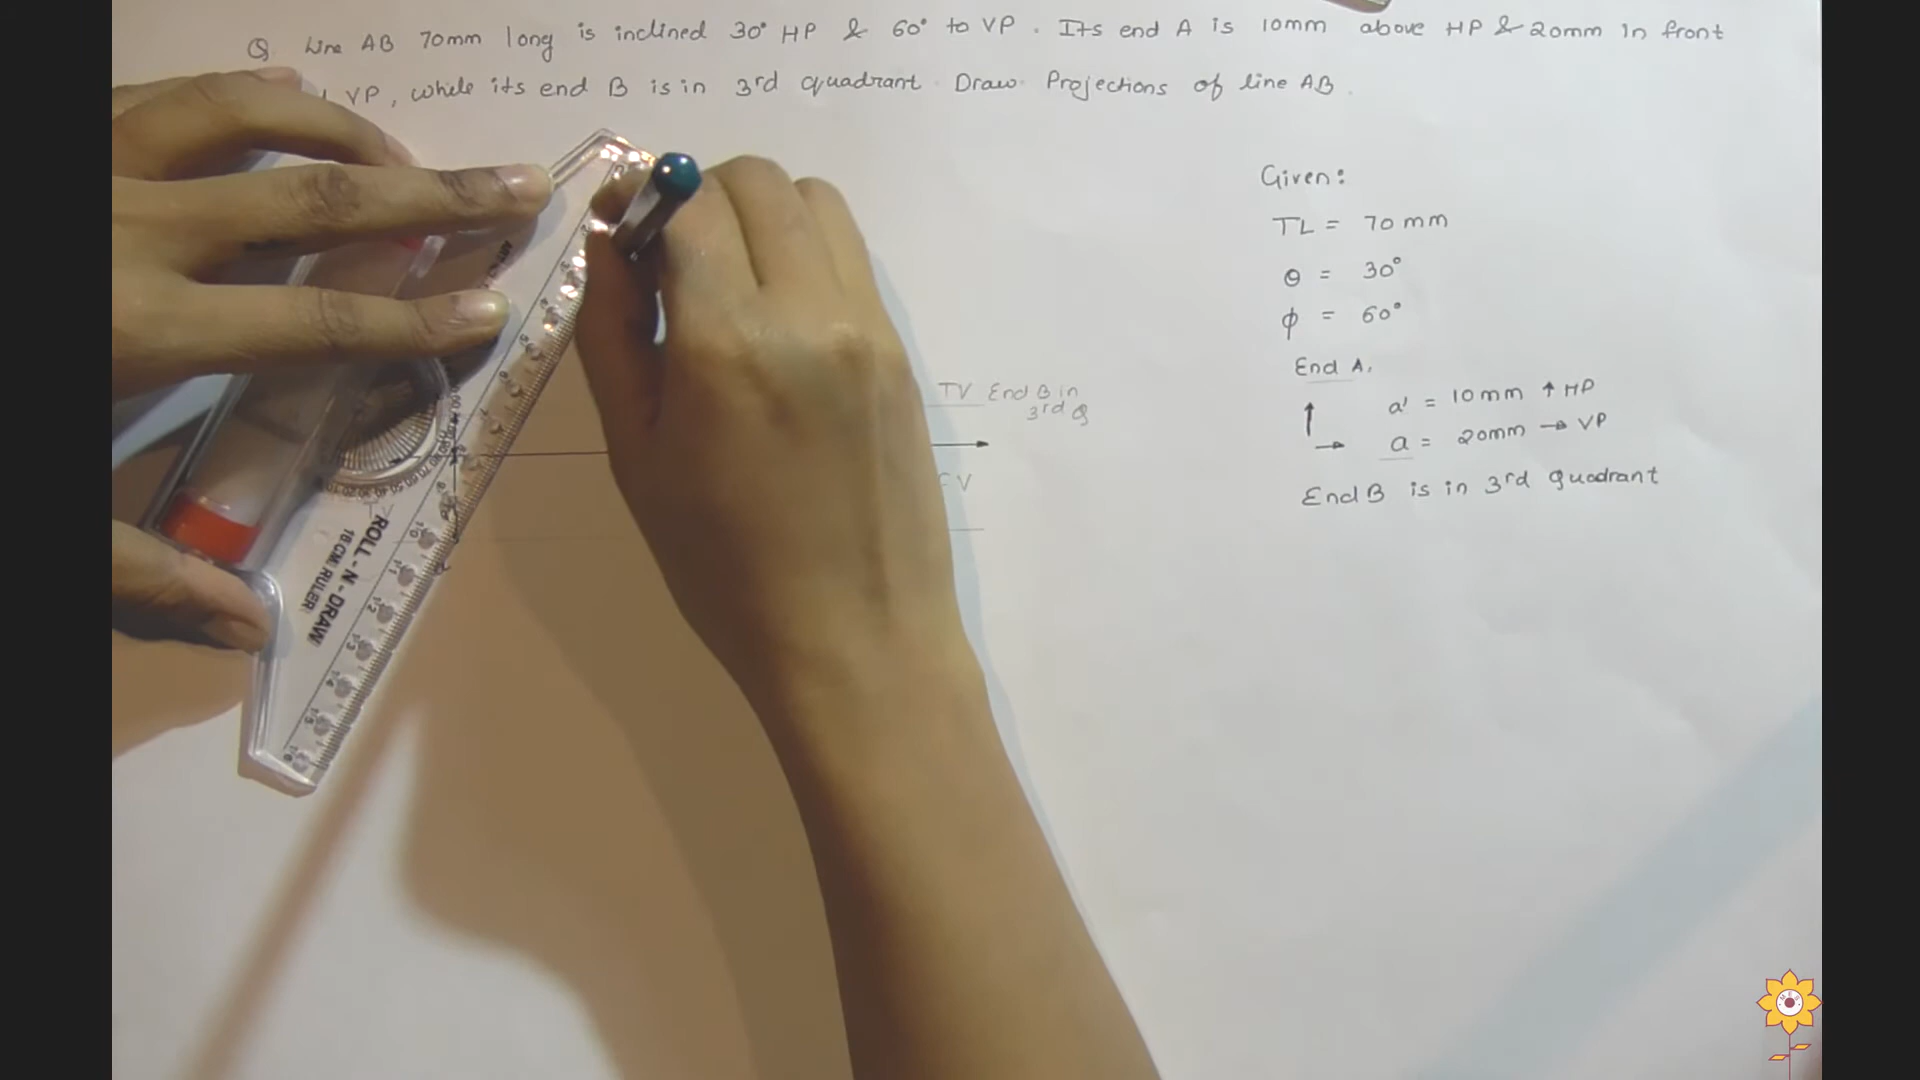 Q Line AB 70mm long is inclined 30° HP & 60° to VP. Its end A is 10mm above HP & 20mm in front
VP, while its end B is in 3rd quadrant. Draw Projections of line AB.
Given:
TL = 70 mm
θ = 30°
ϕ = 60°
End A.
a' = 10mm ↑ HP
a = 20mm → VP
End B is in 3rd quadrant
TV End B in
3rd Q
FV
ROLL-N-DRAW
16 CM. RULER